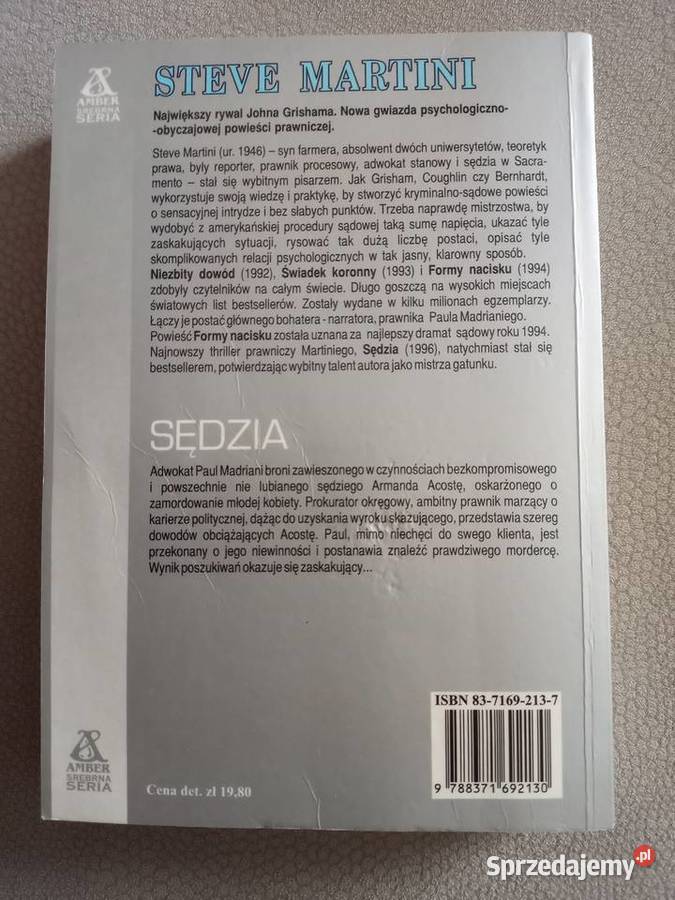 AMBER
SREBRNA
SERIA
STEVE MARTINI
Największy rywal Johna Grishama. Nowa gwiazda psychologiczno-
-obyczajowej powieści prawniczej.
Steve Martini (ur. 1946) – syn farmera, absolwent dwóch uniwersytetów, teoretyk
prawa, były reporter, prawnik procesowy, adwokat stanowy i sędzia w Sacra-
mento – stał się wybitnym pisarzem. Jak Grisham, Coughlin czy Bernhardt,
wykorzystuje swoją wiedzę i praktykę, by stworzyć kryminalno-sądowe powieści
o sensacyjnej intrydze i bez słabych punktów. Trzeba naprawdę mistrzostwa, by
wydobyć z amerykańskiej procedury sądowej taką sumę napięcia, ukazać tyle
zaskakujących sytuacji, rysować tak dużą liczbę postaci, opisać tyle
skomplikowanych relacji psychologicznych w tak jasny, klarowny sposób.
Niezbity dowód (1992), Świadek koronny (1993) i Formy nacisku (1994)
zdobyły czytelników na całym świecie. Długo goszczą na wysokich miejscach
światowych list bestsellerów. Zostały wydane w kilku milionach egzemplarzy.
Łączy je postać głównego bohatera - narratora, prawnika Paula Madrianiego.
Powieść Formy nacisku została uznana za najlepszy dramat sądowy roku 1994.
Najnowszy thriller prawniczy Martiniego, Sędzia (1996), natychmiast stał się
bestsellerem, potwierdzając wybitny talent autora jako mistrza gatunku.
SĘDZIA
Adwokat Paul Madriani broni zawieszonego w czynnościach bezkompromisowego
i powszechnie nie lubianego sędziego Armanda Acostę, oskarżonego o
zamordowanie młodej kobiety. Prokurator okręgowy, ambitny prawnik marzący o
karierze politycznej, dążąc do uzyskania wyroku skazującego, przedstawia szereg
dowodów obciążających Acostę. Paul, mimo niechęci do swego klienta, jest
przekonany o jego niewinności i postanawia znaleźć prawdziwego mordercę.
Wynik poszukiwań okazuje się zaskakujący...
ISBN 83-7169-213-7
9 788371 692130
AMBER
SREBRNA
SERIA
Cena det. zł 19,80
Sprzedajemy.pl